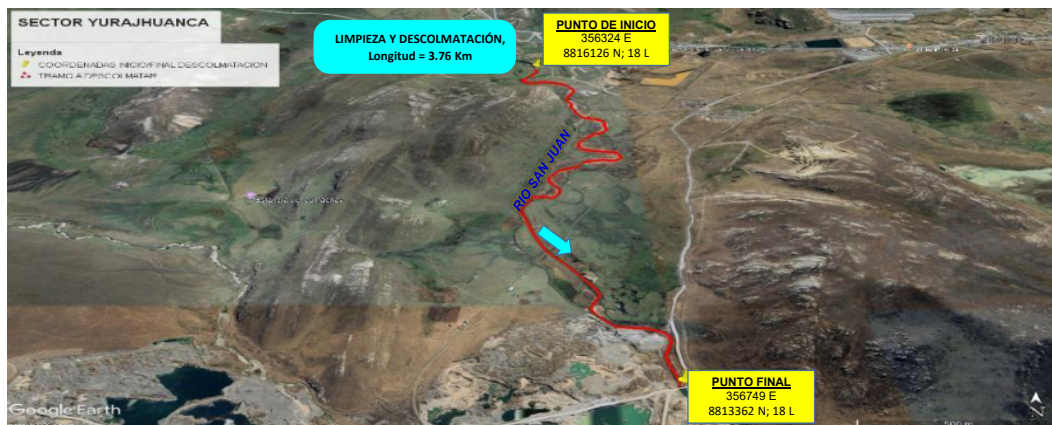 SECTOR YURAJHUANCA
Leyenda
COORDENADAS INICIO/FINAL DESCOLMATACION
TRAMO A DESCOLMATAR
LIMPIEZA Y DESCOLMATACIÓN,
Longitud = 3.76 Km
PUNTO DE INICIO
356324 E
8816126 N; 18 L
RIO SAN JUAN
PUNTO FINAL
356749 E
8813362 N; 18 L
Google Earth
N
500 m